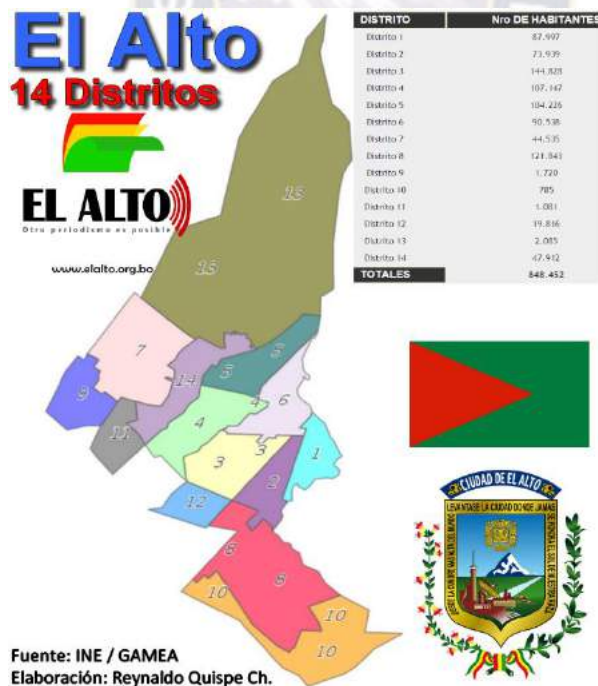 El Alto
14 Distritos
EL ALTO
Otro periodismo es posible
www.elalto.org.bo
DISTRITO Nro DE HABITANTES
Distrito 1 87.997
Distrito 2 73.939
Distrito 3 144.828
Distrito 4 107.147
Distrito 5 104.226
Distrito 6 90.538
Distrito 7 44.535
Distrito 8 121.843
Distrito 9 1.720
Distrito 10 785
Distrito 11 1.081
Distrito 12 19.816
Distrito 13 2.085
Distrito 14 47.912
TOTALES 848.452
13
13
7
14
5
5
9
11
4
4
6
3
3
1
2
12
8
8
10
10
10
CIUDAD DE EL ALTO
LEVANTASE LA CIUDAD DONDE JAMAS
Fuente: INE / GAMEA
Elaboración: Reynaldo Quispe Ch.